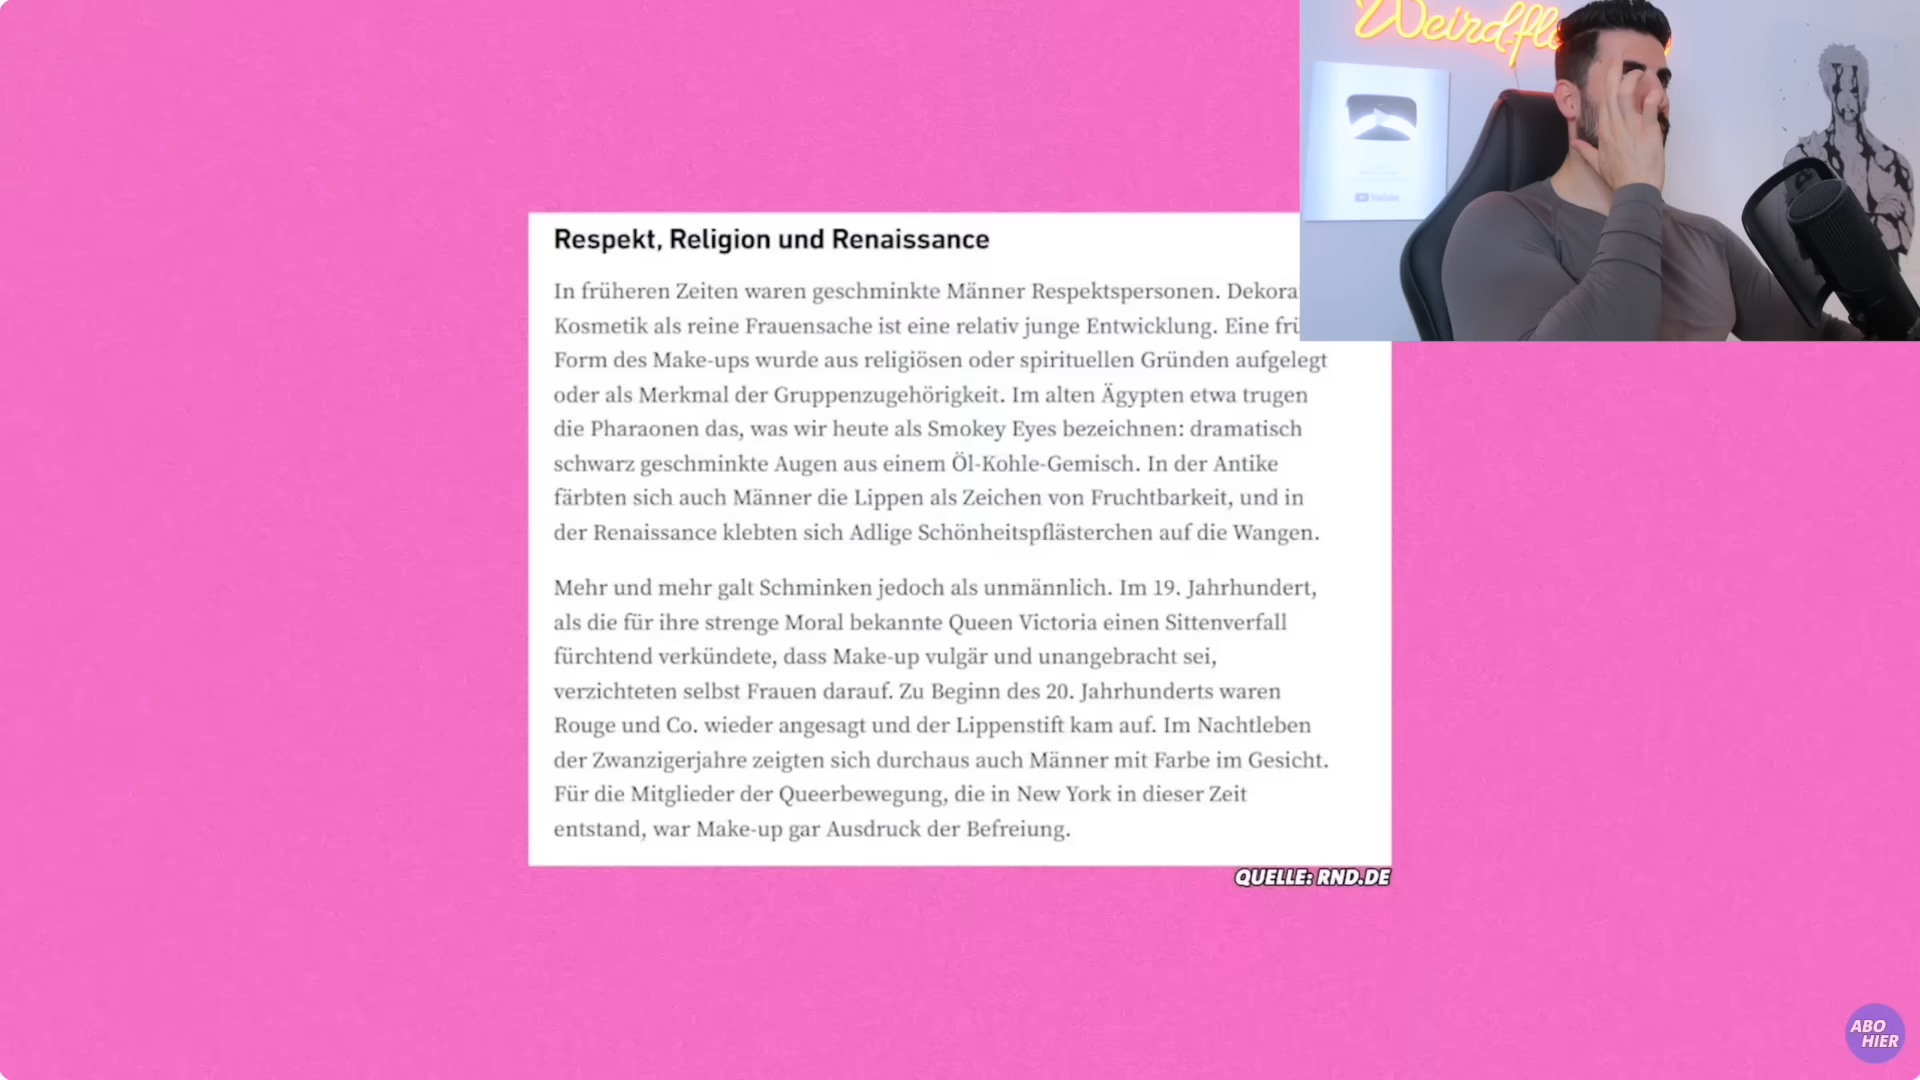 Weirdfl
YouTube
Respekt, Religion und Renaissance
In früheren Zeiten waren geschminkte Männer Respektspersonen.
Kosmetik als reine Frauensache ist eine relativ junge Entwicklung. Eine
Form des Make-ups wurde aus religiösen oder spirituellen Gründen aufgelegt
oder als Merkmal der Gruppenzugehörigkeit. Im alten Ägypten etwa trugen
die Pharaonen das, was wir heute als Smokey Eyes bezeichnen: dramatisch
schwarz geschminkte Augen aus einem Öl-Kohle-Gemisch. In der Antike
färbten sich auch Männer die Lippen als Zeichen von Fruchtbarkeit, und in
der Renaissance klebten sich Adlige Schönheitspflästerchen auf die Wangen.
Mehr und mehr galt Schminken jedoch als unmännlich. Im 19. Jahrhundert,
als die für ihre strenge Moral bekannte Queen Victoria einen Sittenverfall
fürchtend verkündete, dass Make-up vulgär und unangebracht sei,
verzichteten selbst Frauen darauf. Zu Beginn des 20. Jahrhunderts waren
Rouge und Co. wieder angesagt und der Lippenstift kam auf. Im Nachtleben
der Zwanzigerjahre zeigten sich durchaus auch Männer mit Farbe im Gesicht.
Für die Mitglieder der Queerbewegung, die in New York in dieser Zeit
entstand, war Make-up gar Ausdruck der Befreiung.
QUELLE: RND.DE
ABO
HIER